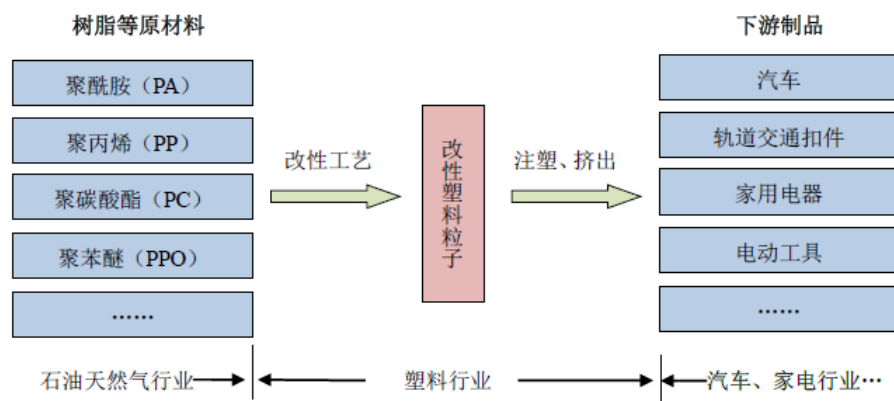 树脂等原材料
聚酰胺（PA）
聚丙烯（PP）
聚碳酸酯（PC）
聚苯醚（PPO）
……
改性工艺
改性塑料粒子
注塑、挤出
下游制品
汽车
轨道交通扣件
家用电器
电动工具
……
石油天然气行业
塑料行业
汽车、家电行业…